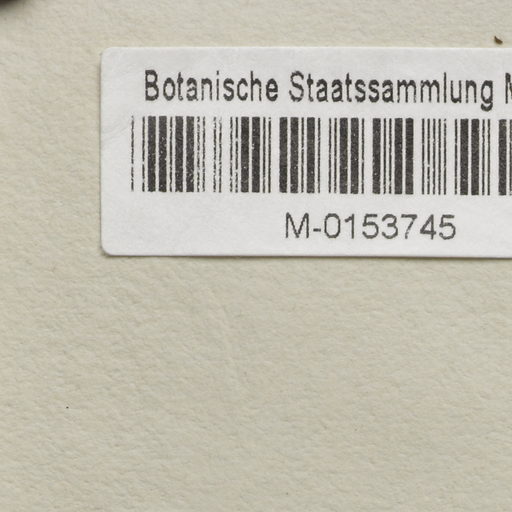 Botanische Staatssammlung
M-0153745